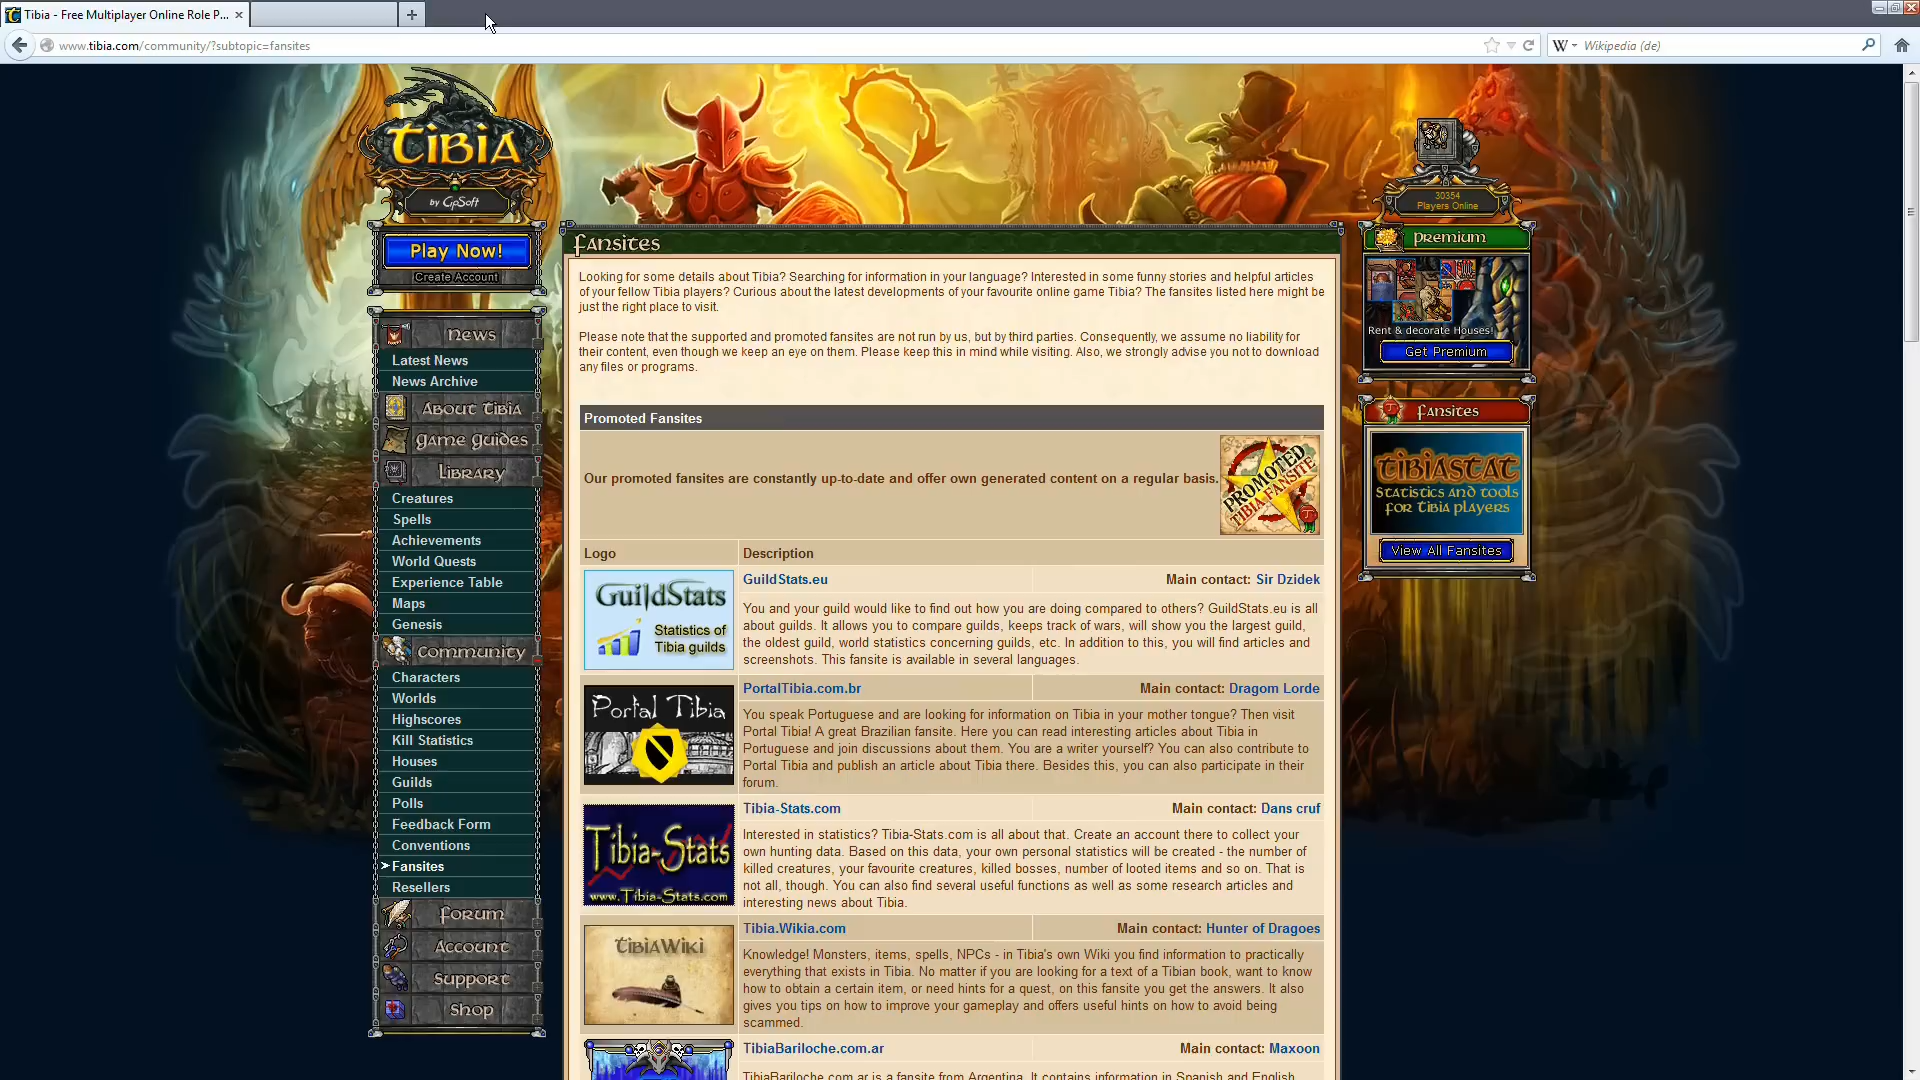 Tibia - Free Multiplayer Online Role P...
www.tibia.com/community/?subtopic=fansites
Wikipedia (de)
TIBIA
by CipSoft
Play Now!
Create Account
News
Latest News
News Archive
About Tibia
Game Guides
Library
Creatures
Spells
Achievements
World Quests
Experience Table
Maps
Genesis
Community
Characters
Worlds
Highscores
Kill Statistics
Houses
Guilds
Polls
Feedback Form
Conventions
Fansites
Resellers
Forum
Account
Support
Shop
Fansites
Looking for some details about Tibia? Searching for information in your language? Interested in some funny stories and helpful articles
of your fellow Tibia players? Curious about the latest developments of your favourite online game Tibia? The fansites listed here might be
just the right place to visit.
Please note that the supported and promoted fansites are not run by us, but by third parties. Consequently, we assume no liability for
their content, even though we keep an eye on them. Please keep this in mind while visiting. Also, we strongly advise you not to download
any files or programs.
Promoted Fansites
Our promoted fansites are constantly up-to-date and offer own generated content on a regular basis.
PROMOTED
TIBIA FANSITE
Logo
Description
GuildStats
Statistics of
Tibia guilds
GuildStats.eu
Main contact: Sir Dzidek
You and your guild would like to find out how you are doing compared to others? GuildStats.eu is all
about guilds. It allows you to compare guilds, keeps track of wars, will show you the largest guild,
the oldest guild, world statistics concerning guilds, etc. In addition to this, you will find articles and
screenshots. This fansite is available in several languages.
Portal Tibia
PortalTibia.com.br
Main contact: Dragom Lorde
You speak Portuguese and are looking for information on Tibia in your mother tongue? Then visit
Portal Tibia! A great Brazilian fansite. Here you can read interesting articles about Tibia in
Portuguese and join discussions about them. You are a writer yourself? You can also contribute to
Portal Tibia and publish an article about Tibia there. Besides this, you can also participate in their
forum.
Tibia-Stats
www.Tibia-Stats.com
Tibia-Stats.com
Main contact: Dans cruf
Interested in statistics? Tibia-Stats.com is all about that. Create an account there to collect your
own hunting data. Based on this data, your own personal statistics will be created - the number of
killed creatures, your favourite creatures, killed bosses, number of looted items and so on. That is
not all, though. You can also find several useful functions as well as some research articles and
interesting news about Tibia.
TibiaWiki
Tibia.Wikia.com
Main contact: Hunter of Dragoes
Knowledge! Monsters, items, spells, NPCs - in Tibia's own Wiki you find information to practically
everything that exists in Tibia. No matter if you are looking for a text of a Tibian book, want to know
how to obtain a certain item, or need hints for a quest, on this fansite you get the answers. It also
gives you tips on how to improve your gameplay and offers useful hints on how to avoid being
scammed.
TibiaBariloche.com.ar
Main contact: Maxoon
TibiaBariloche.com.ar is a fansite from Argentina. It contains information in Spanish and English
30354
Players Online
Premium
Rent & decorate Houses!
Get Premium
Fansites
TIBIASTAT
Statistics and tools
for Tibia players
View All Fansites